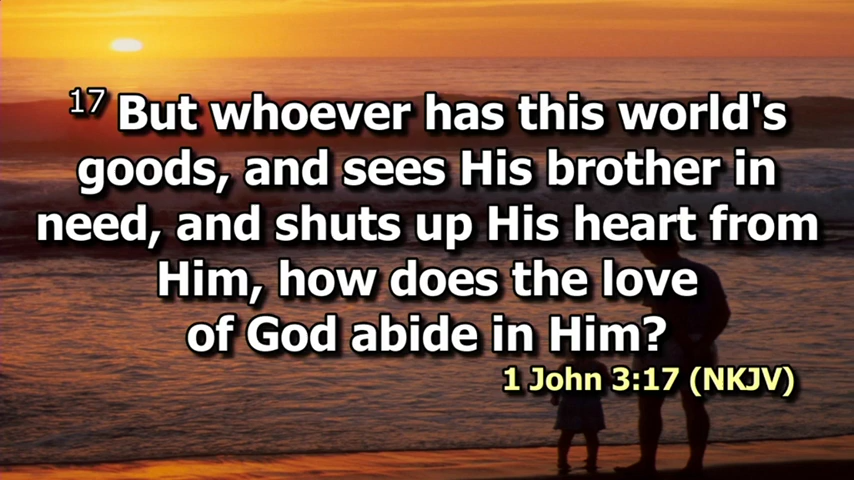 17 But whoever has this world's
goods, and sees His brother in
need, and shuts up His heart from
Him, how does the love
of God abide in Him?
1 John 3:17 (NKJV)